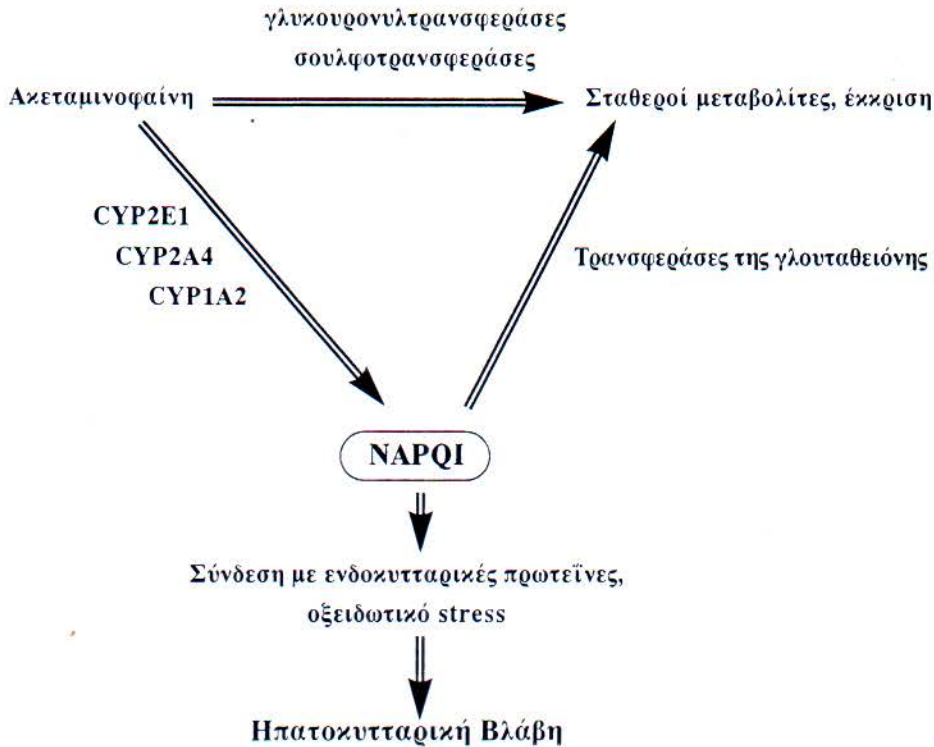 γλυκουρονυλτρανσφεράσες
σουλφοτρανσφεράσες
Ακεταμινοφαίνη
Σταθεροί μεταβολίτες, έκκριση
CYP2E1
CYP2A4
CYP1A2
Τρανσφεράσες της γλουταθειόνης
NAPQI
Σύνδεση με ενδοκυτταρικές πρωτεΐνες,
οξειδωτικό stress
Ηπατοκυτταρική Βλάβη